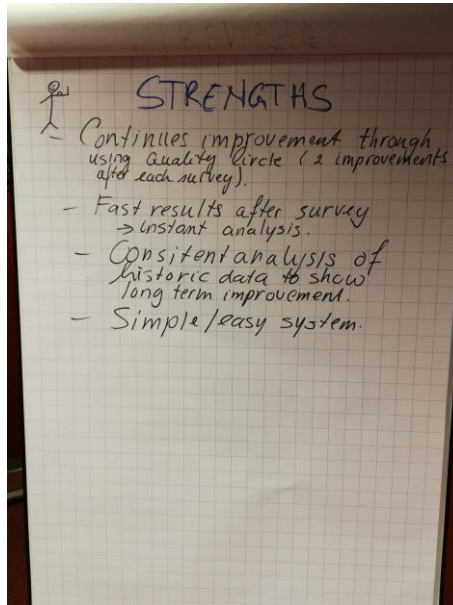 STRENGTHS
- Continues improvement through
using Quality Circle (2 improvements
after each survey).
- Fast results after survey
→ instant analysis.
- Consitent analysis of
historic data to show
long term improvement.
- Simple/easy system.